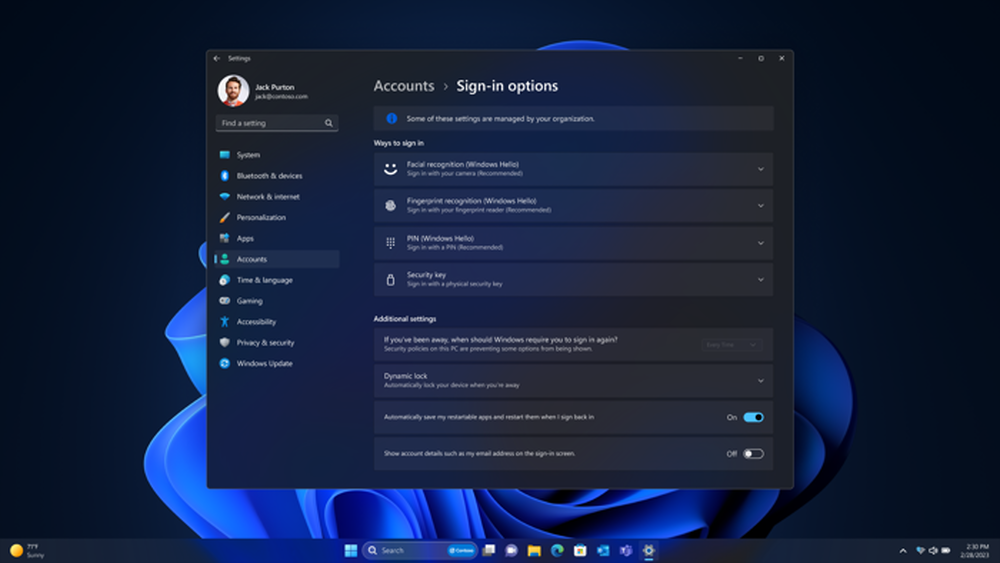 Settings
Jack Purton
jack@contoso.com
Find a setting
System
Bluetooth & devices
Network & internet
Personalization
Apps
Accounts
Time & language
Gaming
Accessibility
Privacy & security
Windows Update
Accounts › Sign-in options
Some of these settings are managed by your organization.
Ways to sign in
Facial recognition (Windows Hello)
Sign in with your camera (Recommended)
Fingerprint recognition (Windows Hello)
Sign in with your fingerprint reader (Recommended)
PIN (Windows Hello)
Sign in with a PIN (Recommended)
Security key
Sign in with a physical security key
Additional settings
If you've been away, when should Windows require you to sign in again?
Security policies on this PC are preventing some options from being shown.
Every Time
Dynamic lock
Automatically lock your device when you're away
Automatically save my restartable apps and restart them when I sign back in
On
Show account details such as my email address on the sign-in screen.
Off
77°F
Sunny
Search
Contoso
2:30 PM
2/28/2023